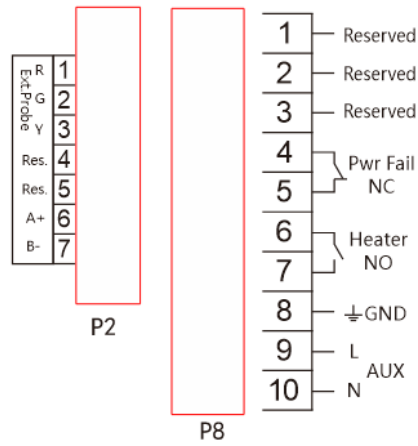 Ext.Probe
R 1
G 2
Y 3
Res. 4
Res. 5
A+ 6
B- 7
P2
P8
1 Reserved
2 Reserved
3 Reserved
4
Pwr Fail
NC
5
6
Heater
NO
7
8 GND
9 L
AUX
10 N